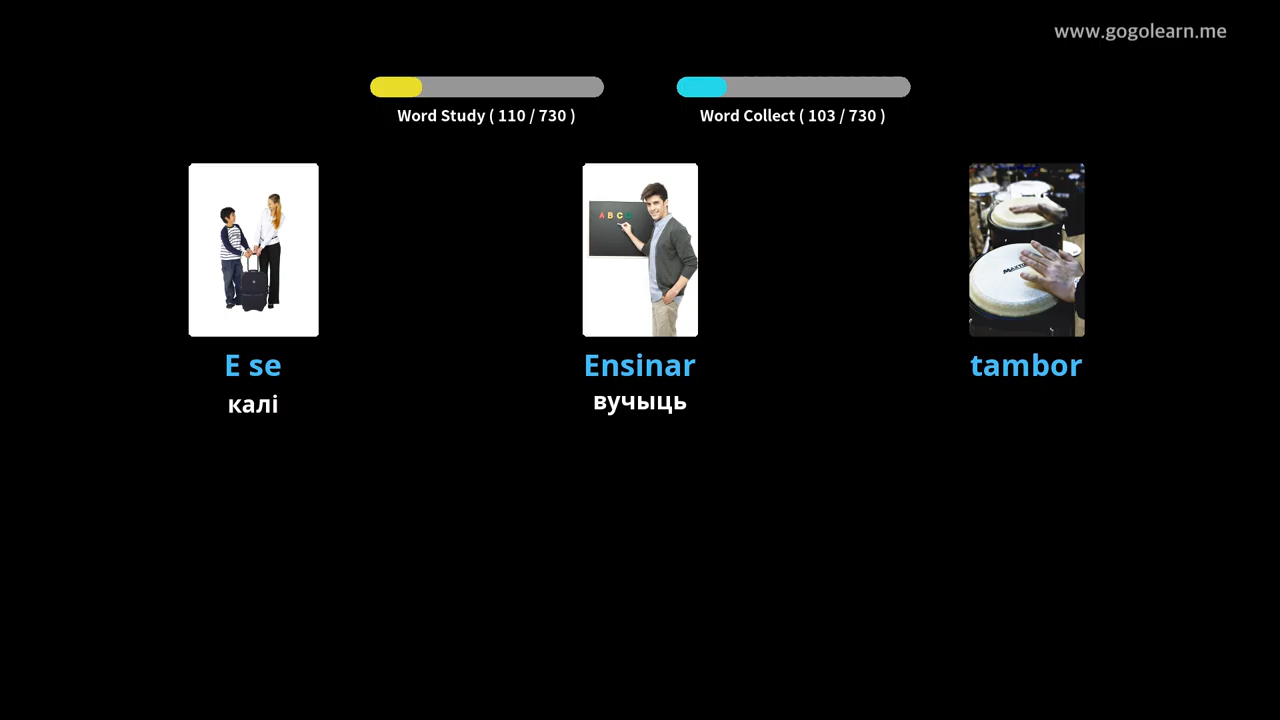 www.gogolearn.me
Word Study ( 110 / 730 )
Word Collect ( 103 / 730 )
A B C
E se
Ensinar
tambor
калі
вучыць